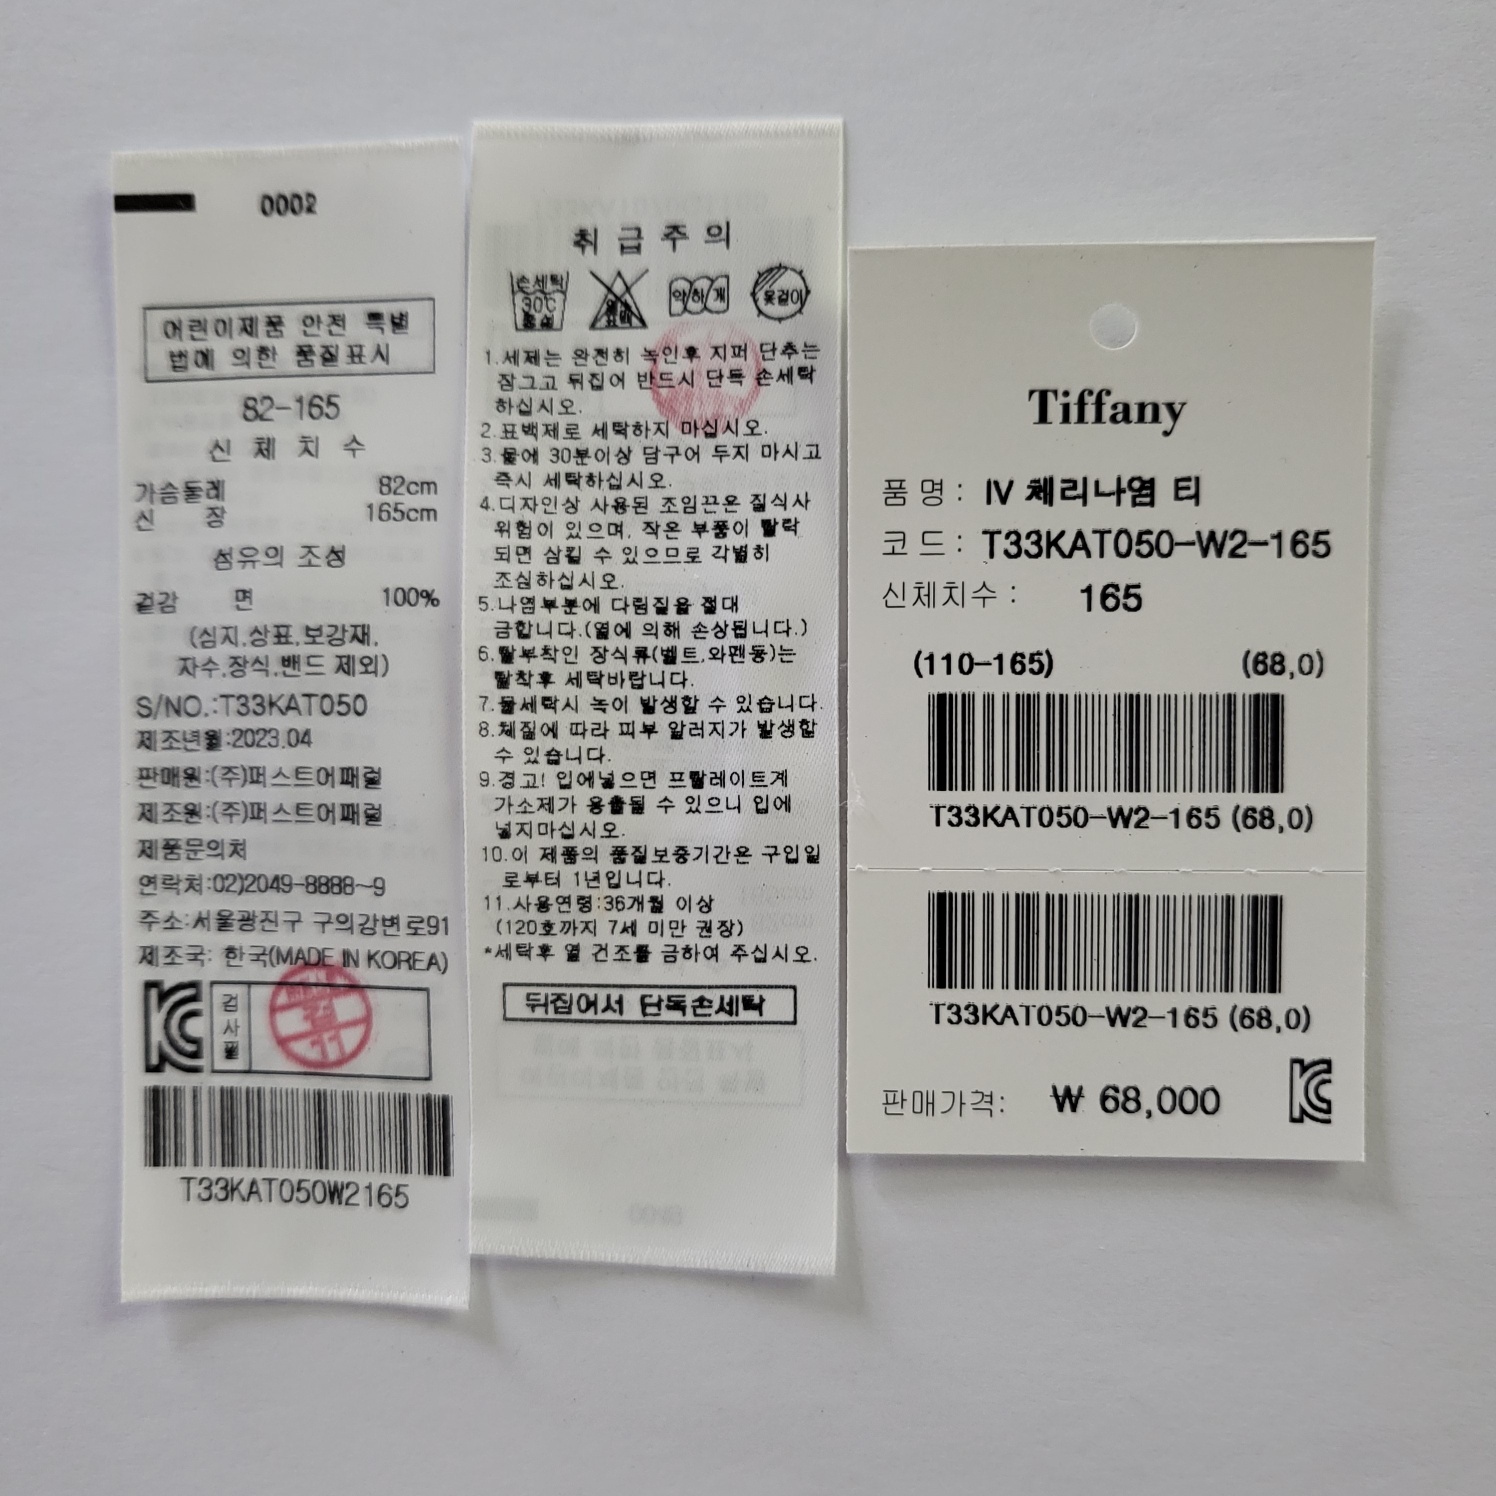 0002
어린이제품 안전 특별
법에 의한 품질표시
82-165
신 체 치 수
가슴둘레 82cm
신 장 165cm
섬유의 조성
겉감 면 100%
(심지,상표,보강재,
자수,장식,밴드 제외)
S/NO.:T33KAT050
제조년월:2023.04
판매원:(주)퍼스트어패럴
제조원:(주)퍼스트어패럴
제품문의처
연락처:02)2049-8888~9
주소:서울광진구 구의강변로91
제조국: 한국(MADE IN KOREA)
KC
검사필
11
T33KAT050W2165
취 급 주 의
손세탁
30℃
중성
약하게
옷걸이
1.세제는 완전히 녹인후 지퍼 단추는
잠그고 뒤집어 반드시 단독 손세탁
하십시오.
2.표백제로 세탁하지 마십시오.
3.물에 30분이상 담구어 두지 마시고
즉시 세탁하십시오.
4.디자인상 사용된 조임끈은 질식사
위험이 있으며, 작은 부품이 탈락
되면 삼킬 수 있으므로 각별히
조심하십시오.
5.나염부분에 다림질을 절대
금합니다.(열에 의해 손상됩니다.)
6.탈부착인 장식류(벨트,와팬등)는
탈착후 세탁바랍니다.
7.물세탁시 녹이 발생할 수 있습니다.
8.체질에 따라 피부 알러지가 발생할
수 있습니다.
9.경고! 입에넣으면 프탈레이트계
가소제가 용출될 수 있으니 입에
넣지마십시오.
10.이 제품의 품질보증기간은 구입일
로부터 1년입니다.
11.사용연령:36개월 이상
(120호까지 7세 미만 권장)
*세탁후 열 건조를 금하여 주십시오.
뒤집어서 단독손세탁
Tiffany
품 명 : IV 체리나염 티
코 드 : T33KAT050-W2-165
신체치수 : 165
(110-165) (68,0)
T33KAT050-W2-165 (68,0)
T33KAT050-W2-165 (68,0)
판매가격: ₩ 68,000
KC